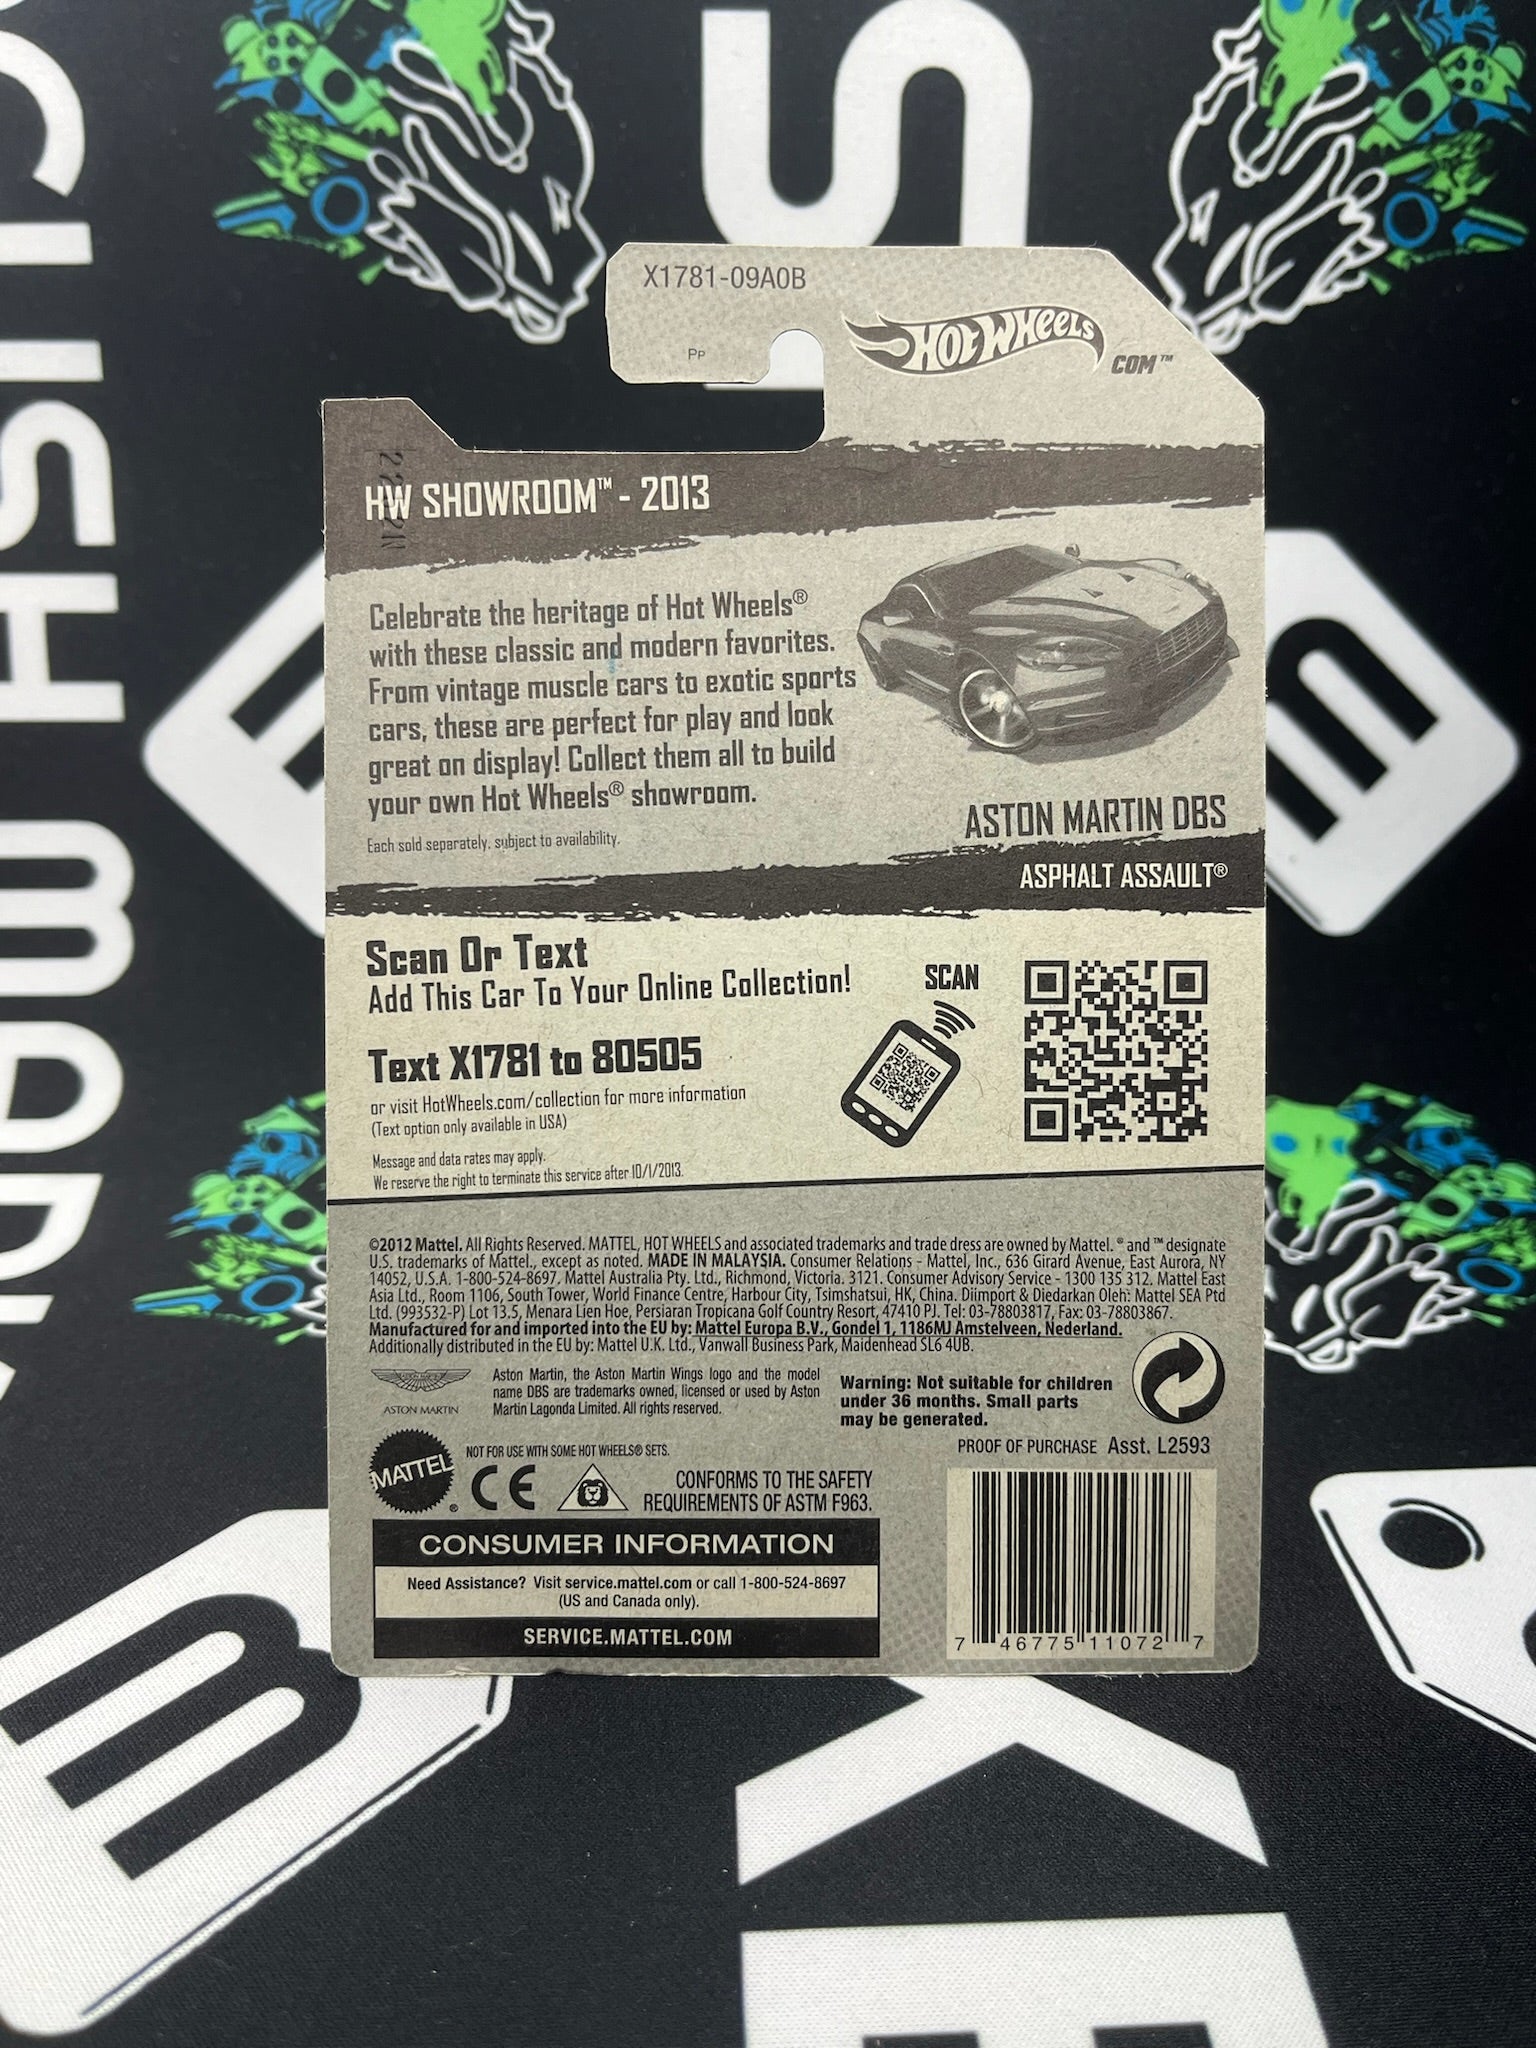 X1781-09A0B
Pp
HOT WHEELS
COM™
HW SHOWROOM™ - 2013
Celebrate the heritage of Hot Wheels®
with these classic and modern favorites.
From vintage muscle cars to exotic sports
cars, these are perfect for play and look
great on display! Collect them all to build
your own Hot Wheels® showroom.
Each sold separately, subject to availability.
ASTON MARTIN DBS
ASPHALT ASSAULT®
Scan Or Text
Add This Car To Your Online Collection!
SCAN
Text X1781 to 80505
or visit HotWheels.com/collection for more information
(Text option only available in USA)
Message and data rates may apply.
We reserve the right to terminate this service after 10/1/2013.
©2012 Mattel. All Rights Reserved. MATTEL, HOT WHEELS and associated trademarks and trade dress are owned by Mattel. ® and ™ designate
U.S. trademarks of Mattel., except as noted. MADE IN MALAYSIA. Consumer Relations - Mattel, Inc., 636 Girard Avenue, East Aurora, NY
14052, U.S.A. 1-800-524-8697. Mattel Australia Pty. Ltd., Richmond, Victoria. 3121. Consumer Advisory Service - 1300 135 312. Mattel East
Asia Ltd., Room 1106, South Tower, World Finance Centre, Harbour City, Tsimshatsui, HK, China. Diimport & Diedarkan Oleh: Mattel SEA Ptd
Ltd. (993532-P) Lot 13.5, Menara Lien Hoe, Persiaran Tropicana Golf Country Resort, 47410 PJ. Tel: 03-78803817, Fax: 03-78803867.
Manufactured for and imported into the EU by: Mattel Europa B.V., Gondel 1, 1186MJ Amstelveen, Nederland.
Additionally distributed in the EU by: Mattel U.K. Ltd., Vanwall Business Park, Maidenhead SL6 4UB.
ASTON MARTIN
Aston Martin, the Aston Martin Wings logo and the model
name DBS are trademarks owned, licensed or used by Aston
Martin Lagonda Limited. All rights reserved.
Warning: Not suitable for children
under 36 months. Small parts
may be generated.
MATTEL®
NOT FOR USE WITH SOME HOT WHEELS® SETS.
CE
CONFORMS TO THE SAFETY
REQUIREMENTS OF ASTM F963.
PROOF OF PURCHASE Asst. L2593
CONSUMER INFORMATION
Need Assistance? Visit service.mattel.com or call 1-800-524-8697
(US and Canada only).
SERVICE.MATTEL.COM
7 46775 11072 7